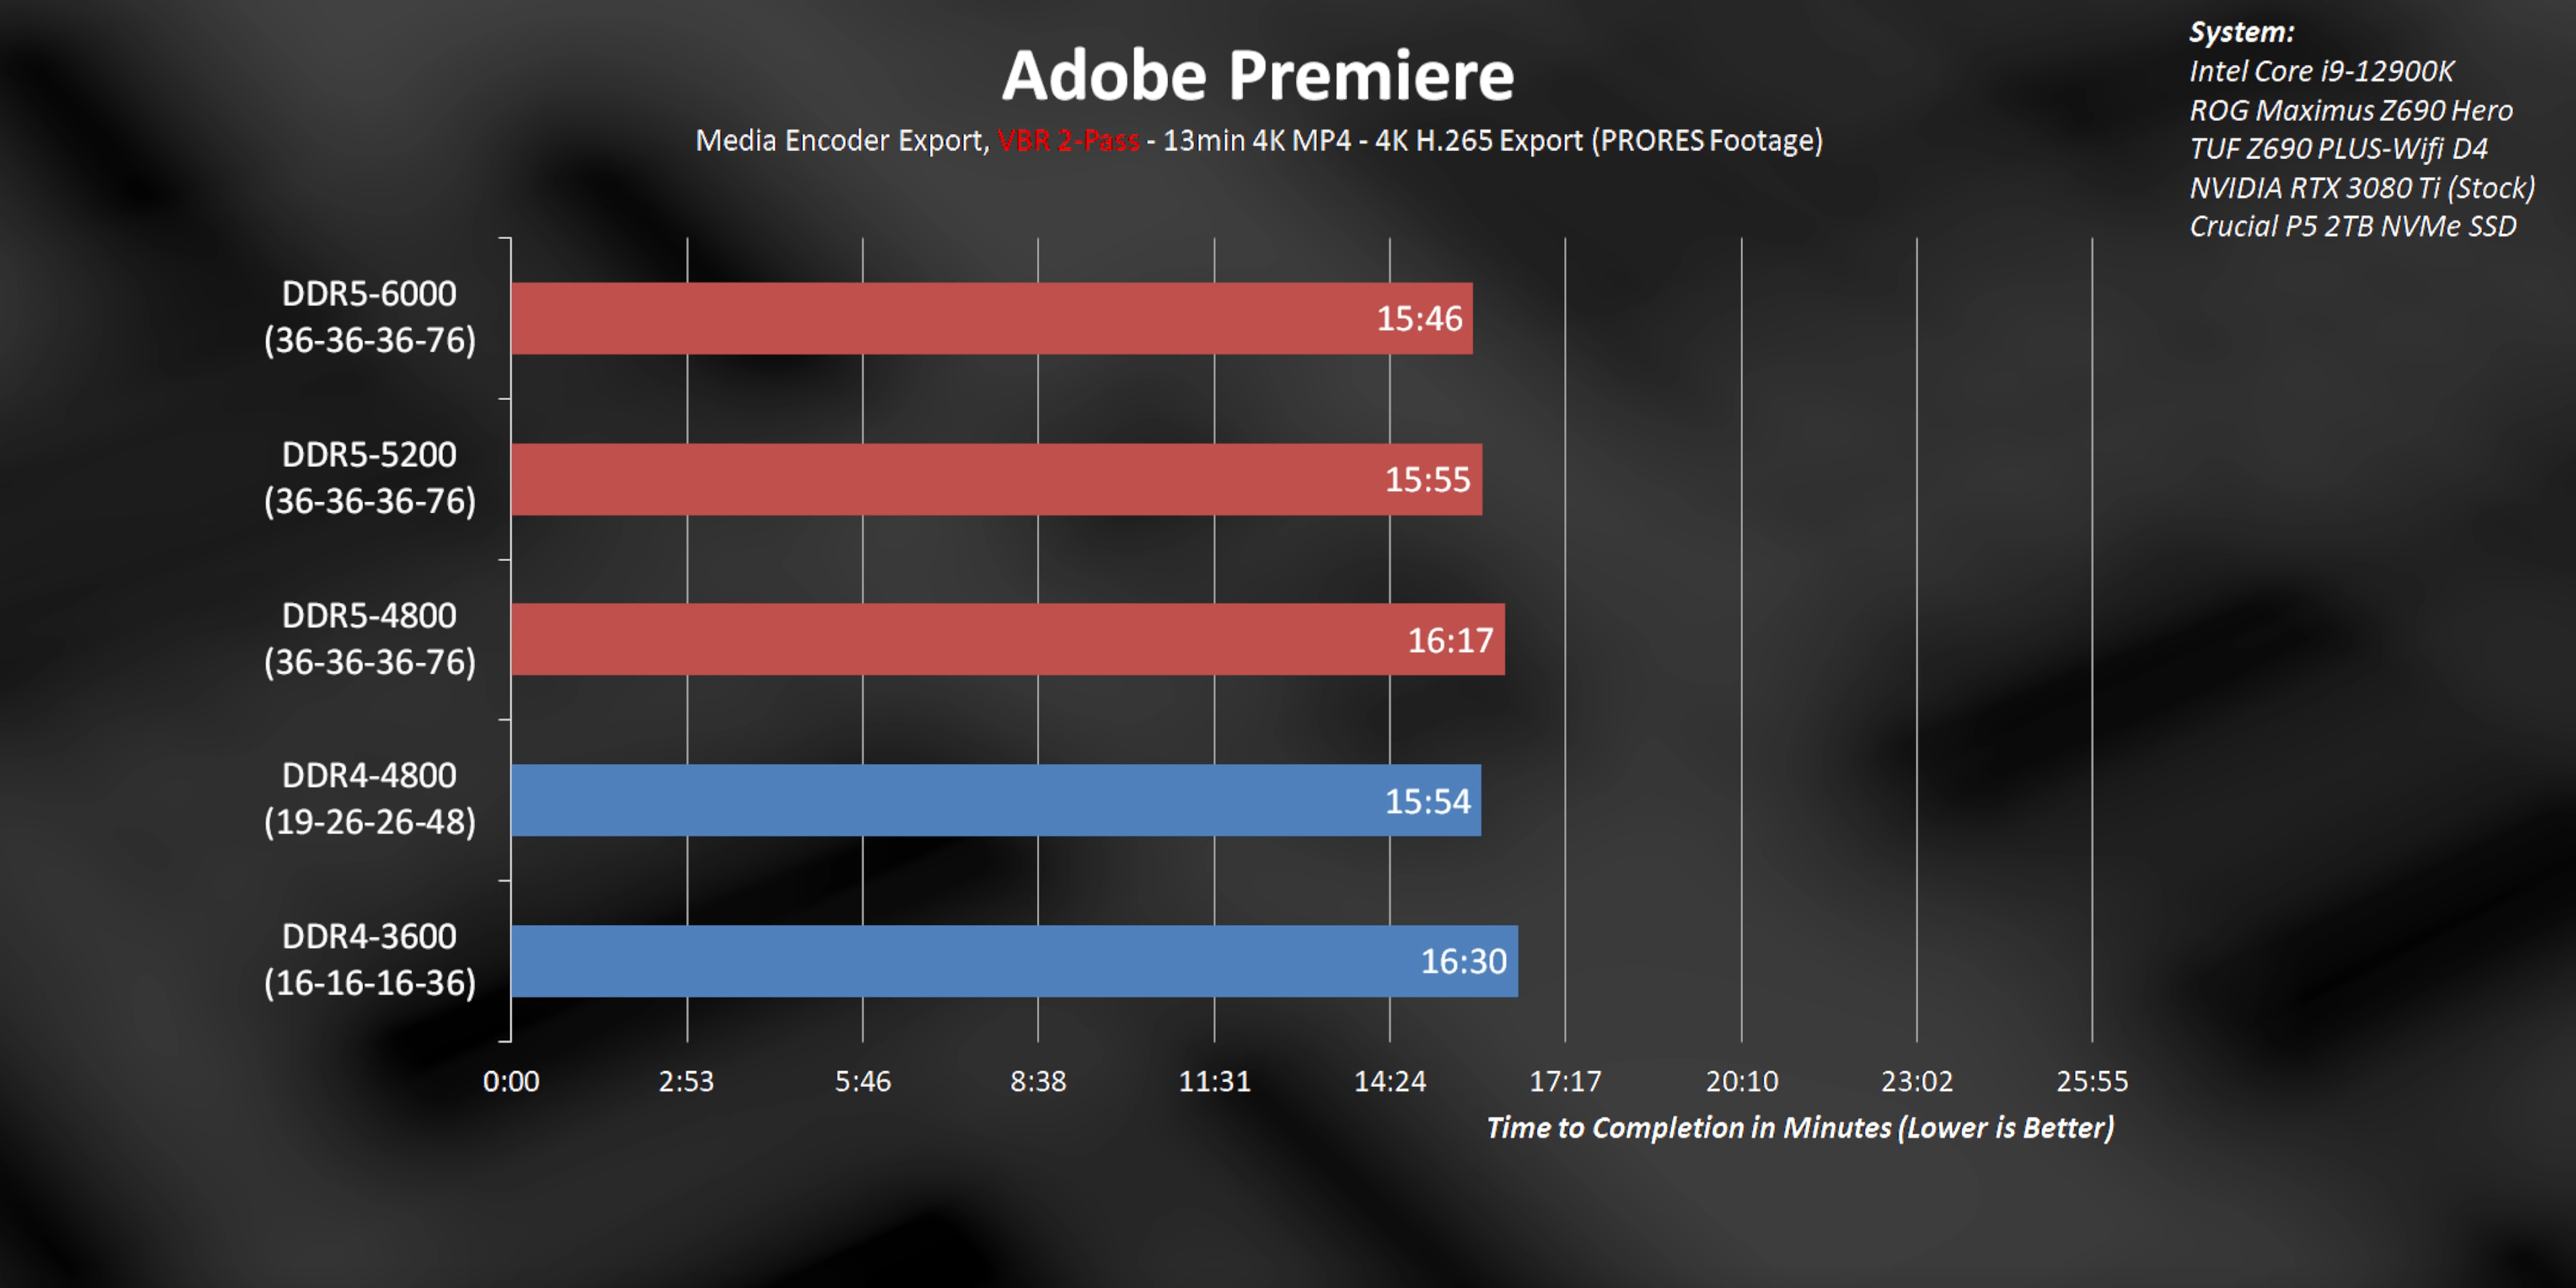 Adobe Premiere
Media Encoder Export, VBR 2-Pass - 13min 4K MP4 - 4K H.265 Export (PRORES Footage)
System:
Intel Core i9-12900K
ROG Maximus Z690 Hero
TUF Z690 PLUS-Wifi D4
NVIDIA RTX 3080 Ti (Stock)
Crucial P5 2TB NVMe SSD
DDR5-6000
(36-36-36-76)
15:46
DDR5-5200
(36-36-36-76)
15:55
DDR5-4800
(36-36-36-76)
16:17
DDR4-4800
(19-26-26-48)
15:54
DDR4-3600
(16-16-16-36)
16:30
0:00 2:53 5:46 8:38 11:31 14:24 17:17 20:10 23:02 25:55
Time to Completion in Minutes (Lower is Better)